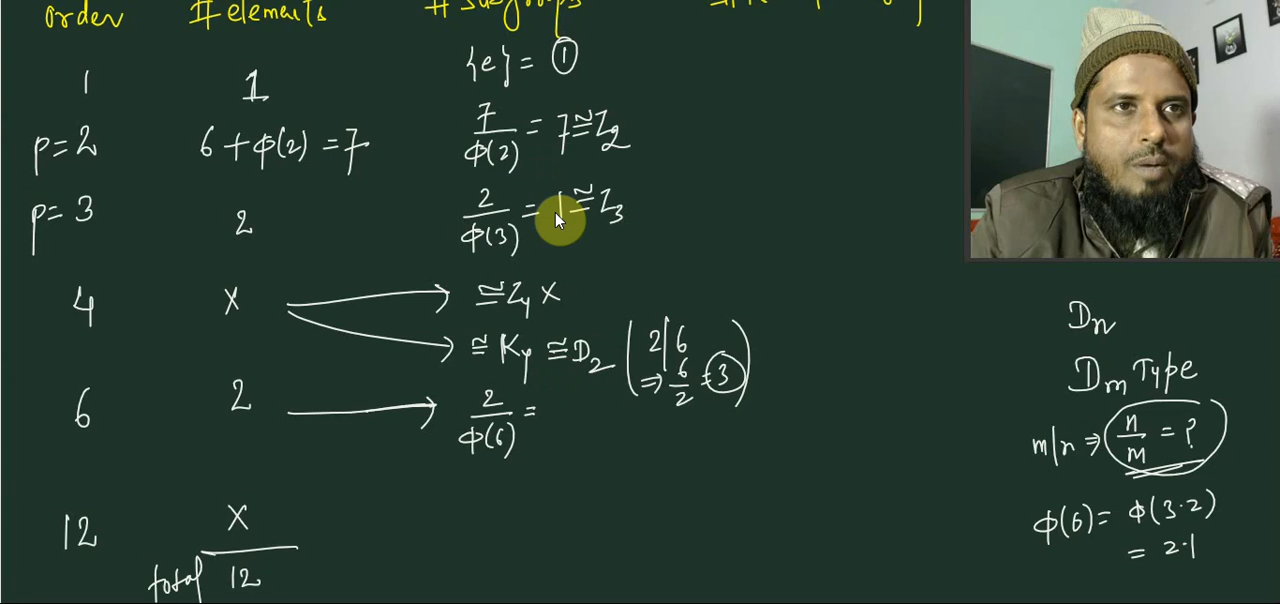 order # elements # subgroups
1 1 {e} = 1
p=2 6+φ(2) =7 7/φ(2) = 7 ≅ Z₂
p=3 2 2/φ(3) = 1 ≅ Z₃
4 x ≅ Z₄ x
≅ K₄ ≅ D₂ (2|6 ⇒ 6/2 = 3)
6 2 2/φ(6) =
12 x
total 12
Dₙ
Dₘ Type
m|n ⇒ n/m = ?
φ(6) = φ(3·2)
= 2·1